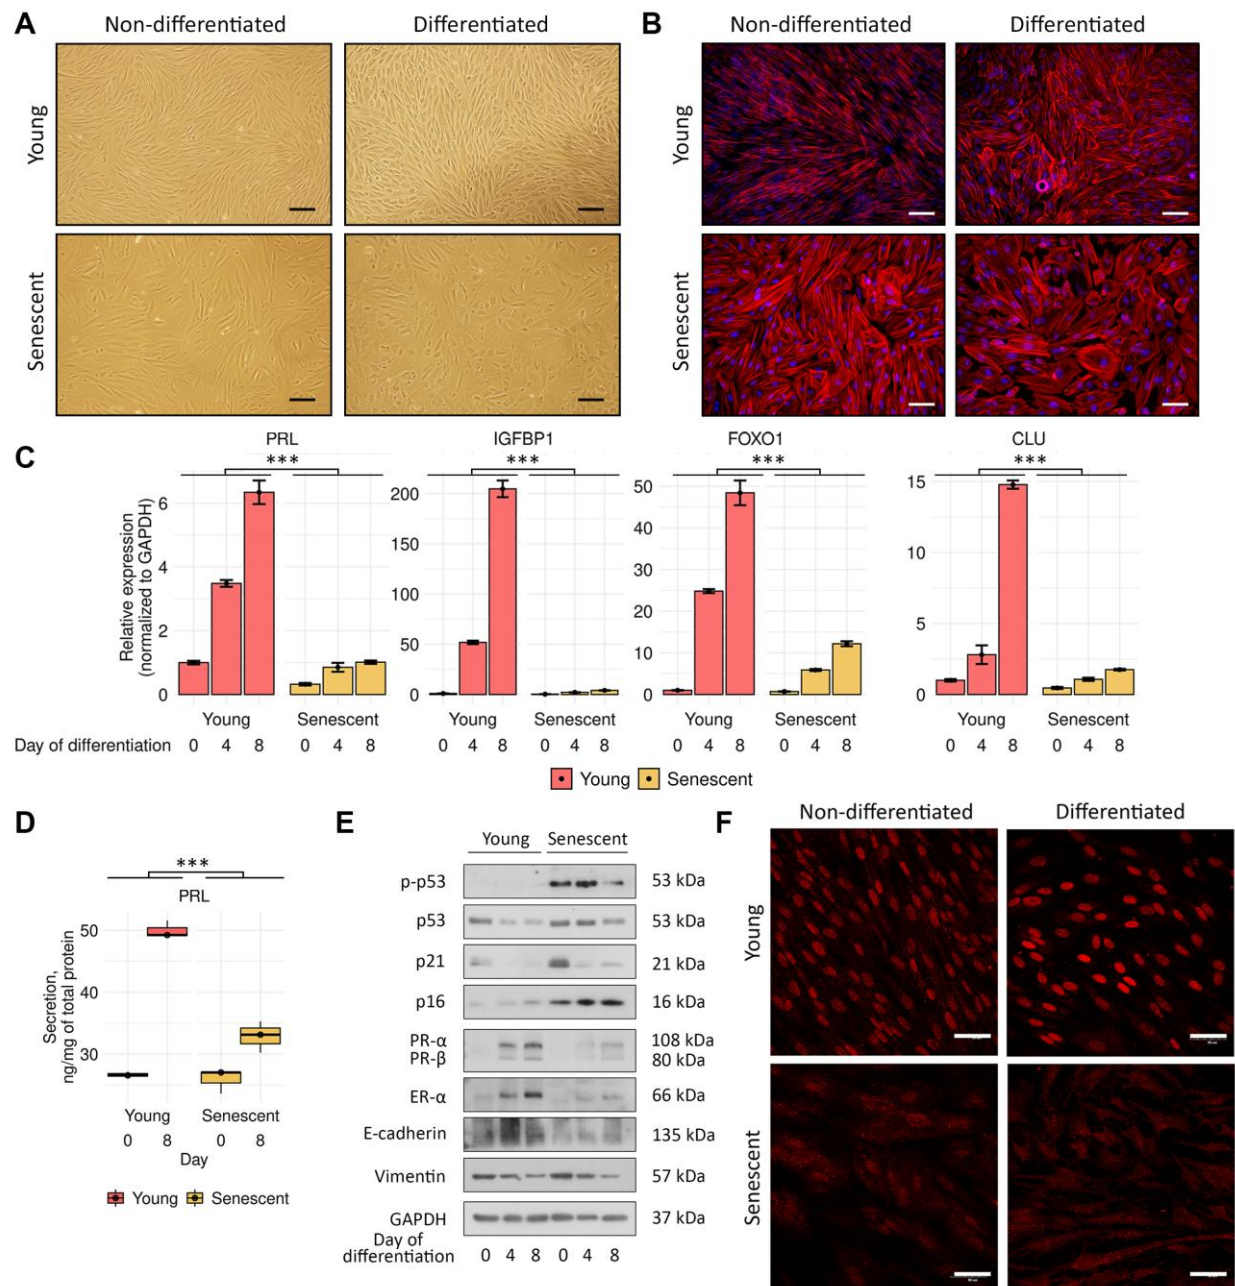 A
Non-differentiated
Differentiated
Young
Senescent
B
Non-differentiated
Differentiated
Young
Senescent
C
Relative expression
(normalized to GAPDH)
PRL
***
6
4
2
0
Young
Senescent
IGFBP1
***
200
150
100
50
0
Young
Senescent
FOXO1
***
50
40
30
20
10
0
Young
Senescent
CLU
***
15
10
5
0
Young
Senescent
Day of differentiation 0 4 8 0 4 8 0 4 8 0 4 8 0 4 8 0 4 8 0 4 8 0 4 8
Young Senescent
D
***
PRL
Secretion,
ng/mg of total protein
50
40
30
Young Senescent
0 8 0 8
Day
Young Senescent
E
Young Senescent
p-p53 53 kDa
p53 53 kDa
p21 21 kDa
p16 16 kDa
PR-α 108 kDa
PR-β 80 kDa
ER-α 66 kDa
E-cadherin 135 kDa
Vimentin 57 kDa
GAPDH 37 kDa
Day of
differentiation 0 4 8 0 4 8
F
Non-differentiated
Differentiated
Young
Senescent